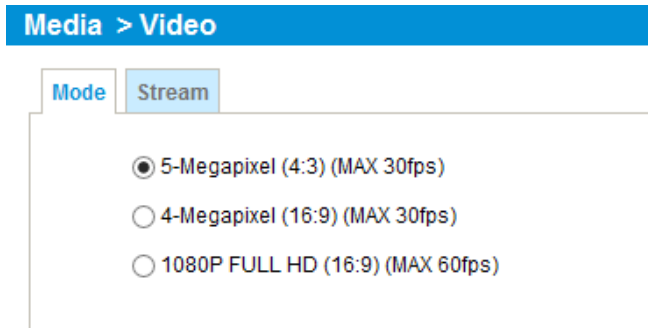 Media > Video
Mode Stream
5-Megapixel (4:3) (MAX 30fps)
4-Megapixel (16:9) (MAX 30fps)
1080P FULL HD (16:9) (MAX 60fps)